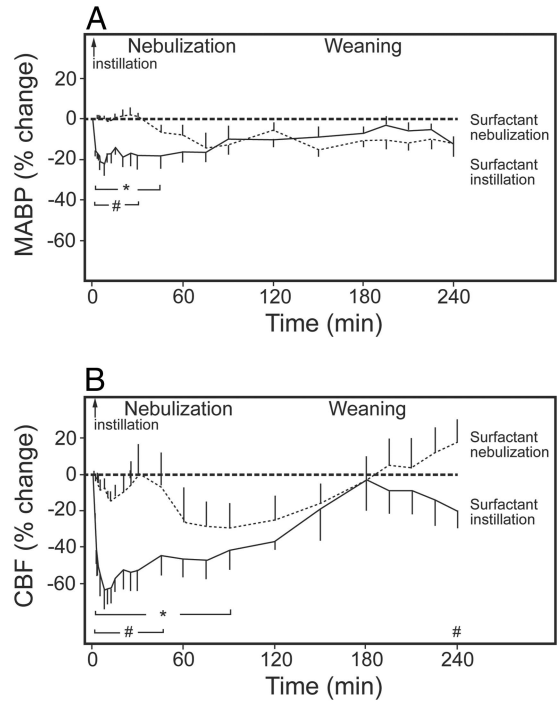 A
Nebulization Weaning
instillation
MABP (% change)
20
0
-20
-40
-60
Surfactant
nebulization
Surfactant
instillation
*
#
0 60 120 180 240
Time (min)
B
Nebulization Weaning
instillation
CBF (% change)
20
0
-20
-40
-60
Surfactant
nebulization
Surfactant
instillation
*
# #
0 60 120 180 240
Time (min)